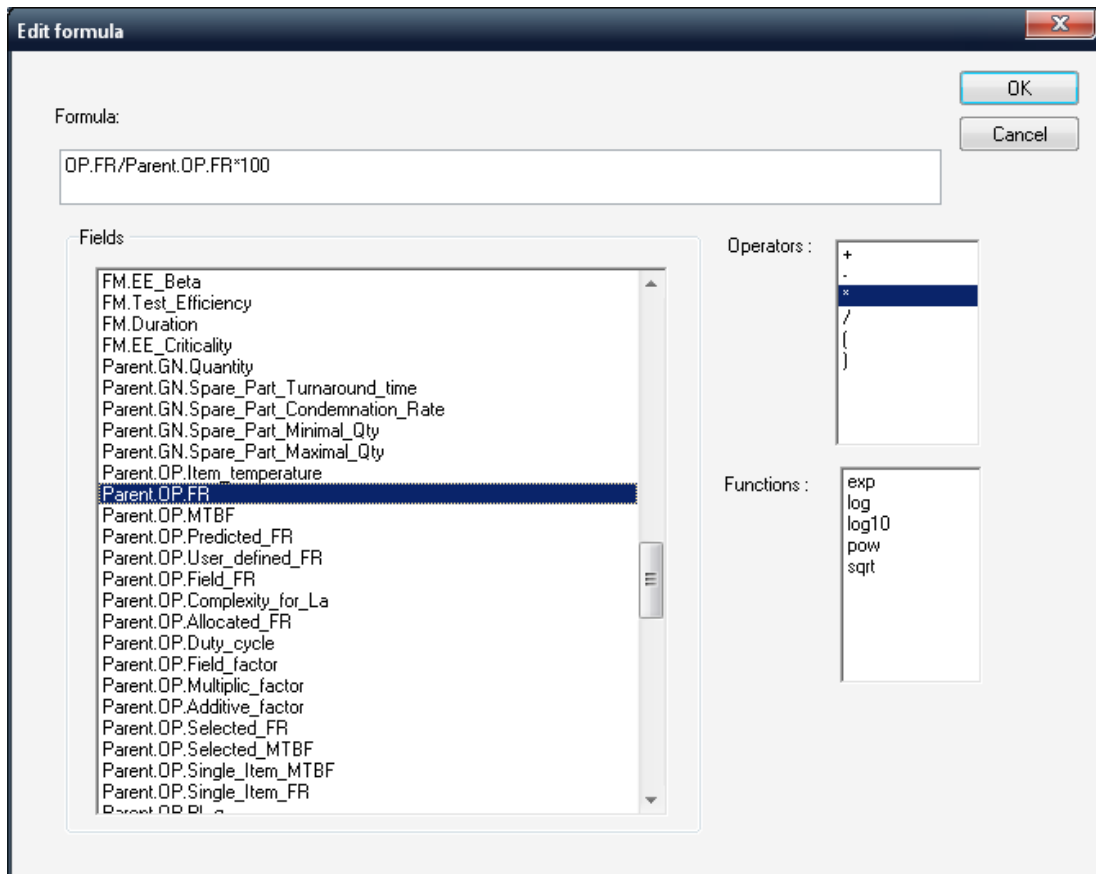 Edit formula
OK
Formula:
Cancel
OP.FR/Parent.OP.FR*100
Fields
FM.EE_Beta
FM.Test_Efficiency
FM.Duration
FM.EE_Criticality
Parent.GN.Quantity
Parent.GN.Spare_Part_Turnaround_time
Parent.GN.Spare_Part_Condemnation_Rate
Parent.GN.Spare_Part_Minimal_Qty
Parent.GN.Spare_Part_Maximal_Qty
Parent.OP.Item_temperature
Parent.OP.FR
Parent.OP.MTBF
Parent.OP.Predicted_FR
Parent.OP.User_defined_FR
Parent.OP.Field_FR
Parent.OP.Complexity_for_La
Parent.OP.Allocated_FR
Parent.OP.Duty_cycle
Parent.OP.Field_factor
Parent.OP.Multiplic_factor
Parent.OP.Additive_factor
Parent.OP.Selected_FR
Parent.OP.Selected_MTBF
Parent.OP.Single_Item_MTBF
Parent.OP.Single_Item_FR
Operators :
+
-
*
/
(
)
Functions :
exp
log
log10
pow
sqrt